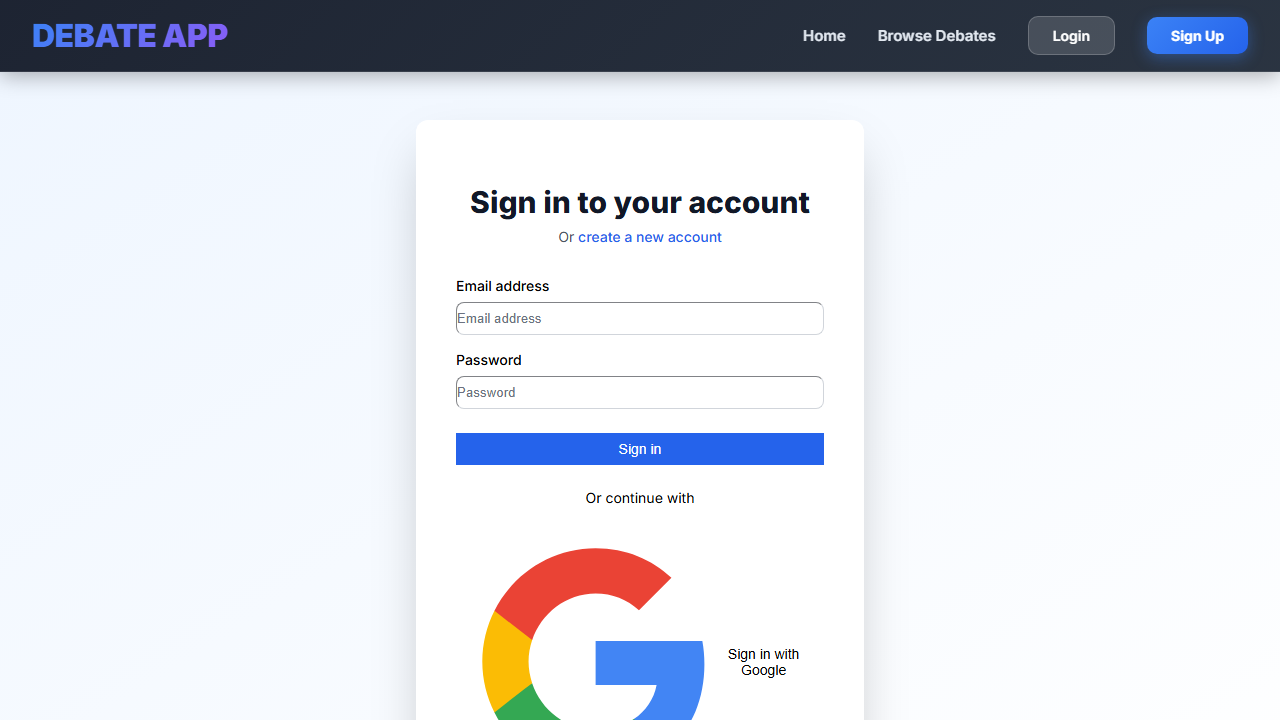 DEBATE APP
Home
Browse Debates
Login
Sign Up
Sign in to your account
Or create a new account
Email address
Email address
Password
Password
Sign in
Or continue with
Sign in with
Google